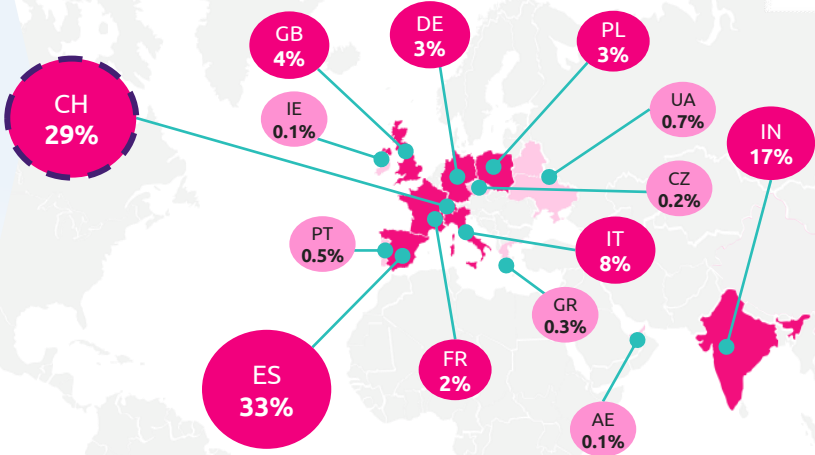 GB
4%
DE
3%
PL
3%
CH
29%
IE
0.1%
UA
0.7%
IN
17%
CZ
0.2%
PT
0.5%
IT
8%
GR
0.3%
ES
33%
FR
2%
AE
0.1%